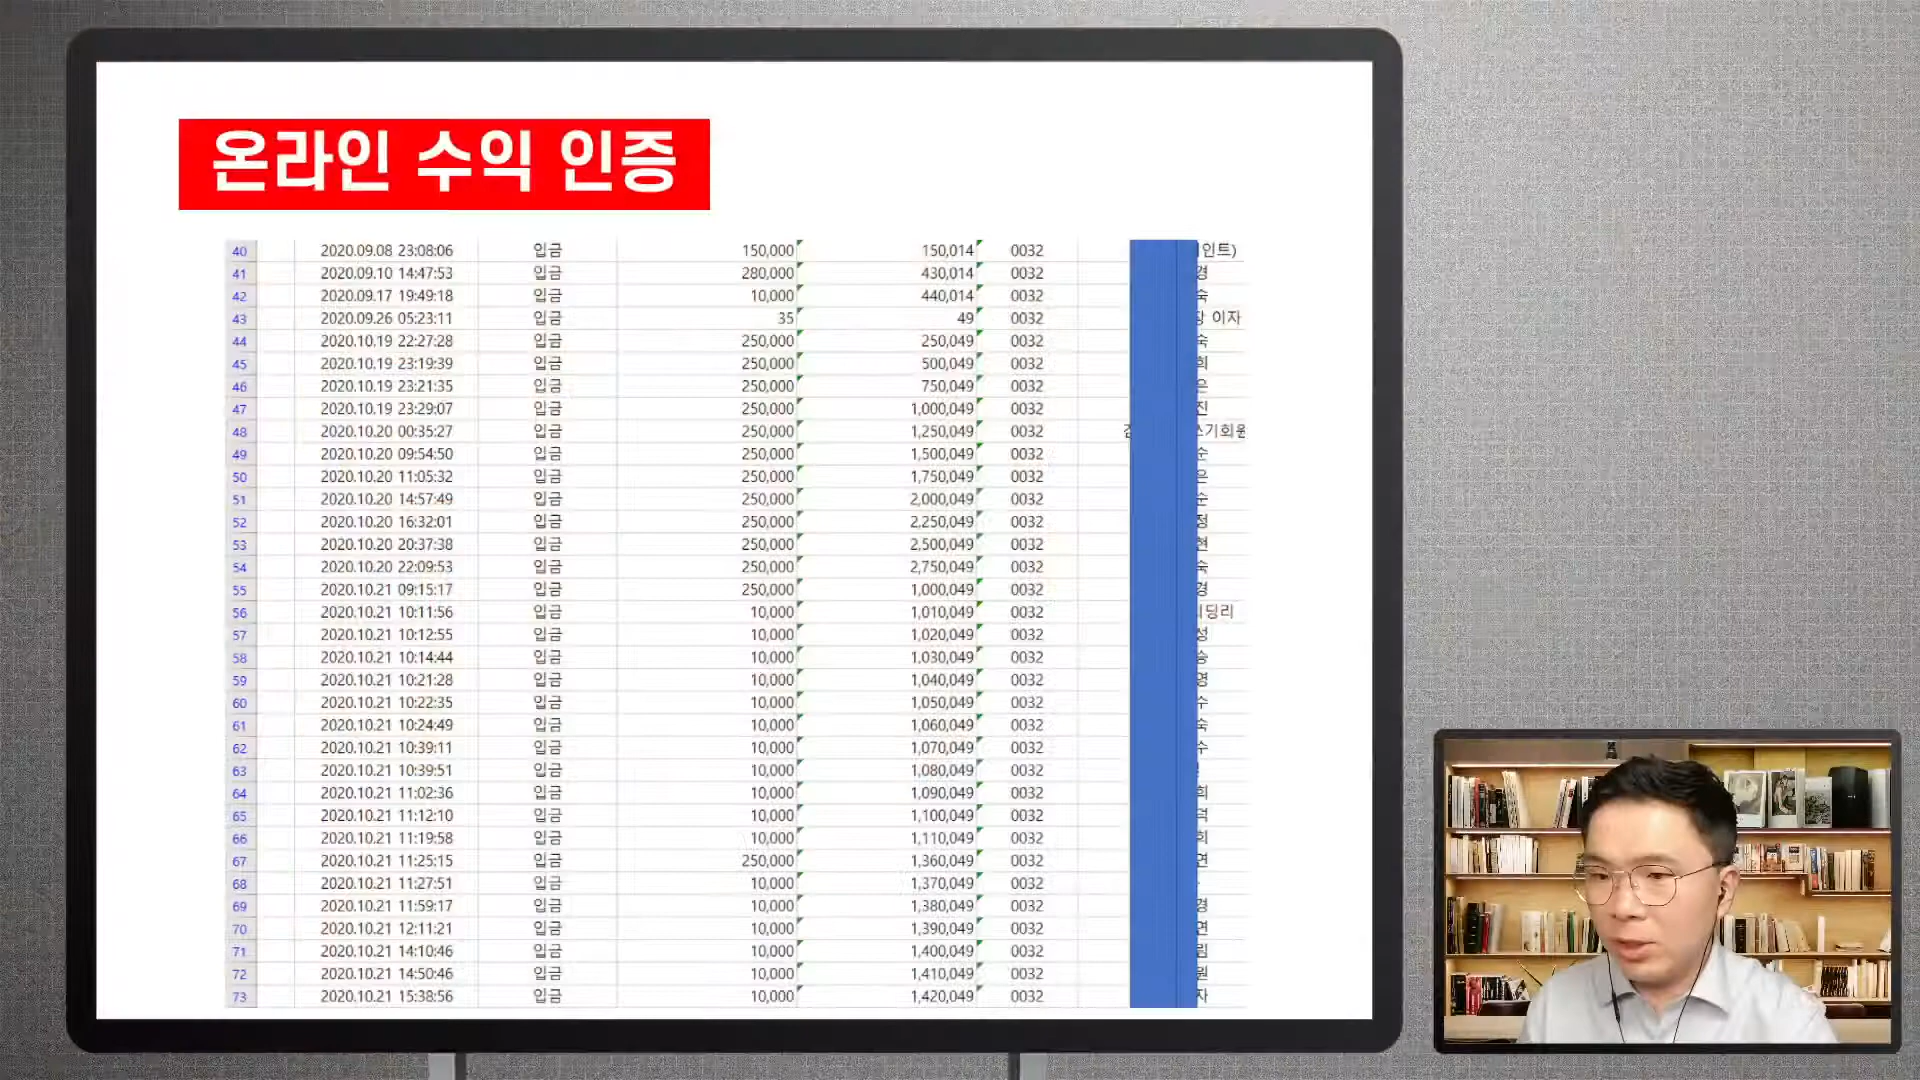 온라인 수익 인증
40 2020.09.08 23:08:06 입금 150,000 150,014 0032 인트)
41 2020.09.10 14:47:53 입금 280,000 430,014 0032 경
42 2020.09.17 19:49:18 입금 10,000 440,014 0032 숙
43 2020.09.26 05:23:11 입금 35 49 0032 이자
44 2020.10.19 22:27:28 입금 250,000 250,049 0032 숙
45 2020.10.19 23:19:39 입금 250,000 500,049 0032 희
46 2020.10.19 23:21:35 입금 250,000 750,049 0032 은
47 2020.10.19 23:29:07 입금 250,000 1,000,049 0032 진
48 2020.10.20 00:35:27 입금 250,000 1,250,049 0032 기회원
49 2020.10.20 09:54:50 입금 250,000 1,500,049 0032 순
50 2020.10.20 11:05:32 입금 250,000 1,750,049 0032 은
51 2020.10.20 14:57:49 입금 250,000 2,000,049 0032 순
52 2020.10.20 16:32:01 입금 250,000 2,250,049 0032 정
53 2020.10.20 20:37:38 입금 250,000 2,500,049 0032 현
54 2020.10.20 22:09:53 입금 250,000 2,750,049 0032 숙
55 2020.10.21 09:15:17 입금 250,000 1,000,049 0032 경
56 2020.10.21 10:11:56 입금 10,000 1,010,049 0032 딩리
57 2020.10.21 10:12:55 입금 10,000 1,020,049 0032 성
58 2020.10.21 10:14:44 입금 10,000 1,030,049 0032 승
59 2020.10.21 10:21:28 입금 10,000 1,040,049 0032 영
60 2020.10.21 10:22:35 입금 10,000 1,050,049 0032 수
61 2020.10.21 10:24:49 입금 10,000 1,060,049 0032 숙
62 2020.10.21 10:39:11 입금 10,000 1,070,049 0032 수
63 2020.10.21 10:39:51 입금 10,000 1,080,049 0032
64 2020.10.21 11:02:36 입금 10,000 1,090,049 0032 희
65 2020.10.21 11:12:10 입금 10,000 1,100,049 0032
66 2020.10.21 11:19:58 입금 10,000 1,110,049 0032 희
67 2020.10.21 11:25:15 입금 250,000 1,360,049 0032 연
68 2020.10.21 11:27:51 입금 10,000 1,370,049 0032
69 2020.10.21 11:59:17 입금 10,000 1,380,049 0032 경
70 2020.10.21 12:11:21 입금 10,000 1,390,049 0032 연
71 2020.10.21 14:10:46 입금 10,000 1,400,049 0032
72 2020.10.21 14:50:46 입금 10,000 1,410,049 0032 원
73 2020.10.21 15:38:56 입금 10,000 1,420,049 0032 자